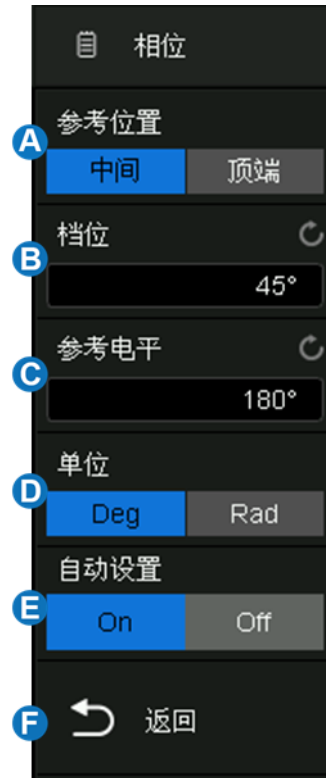 相位
A 参考位置
中间 顶端
B 档位
45°
C 参考电平
180°
D 单位
Deg Rad
E 自动设置
On Off
F 返回